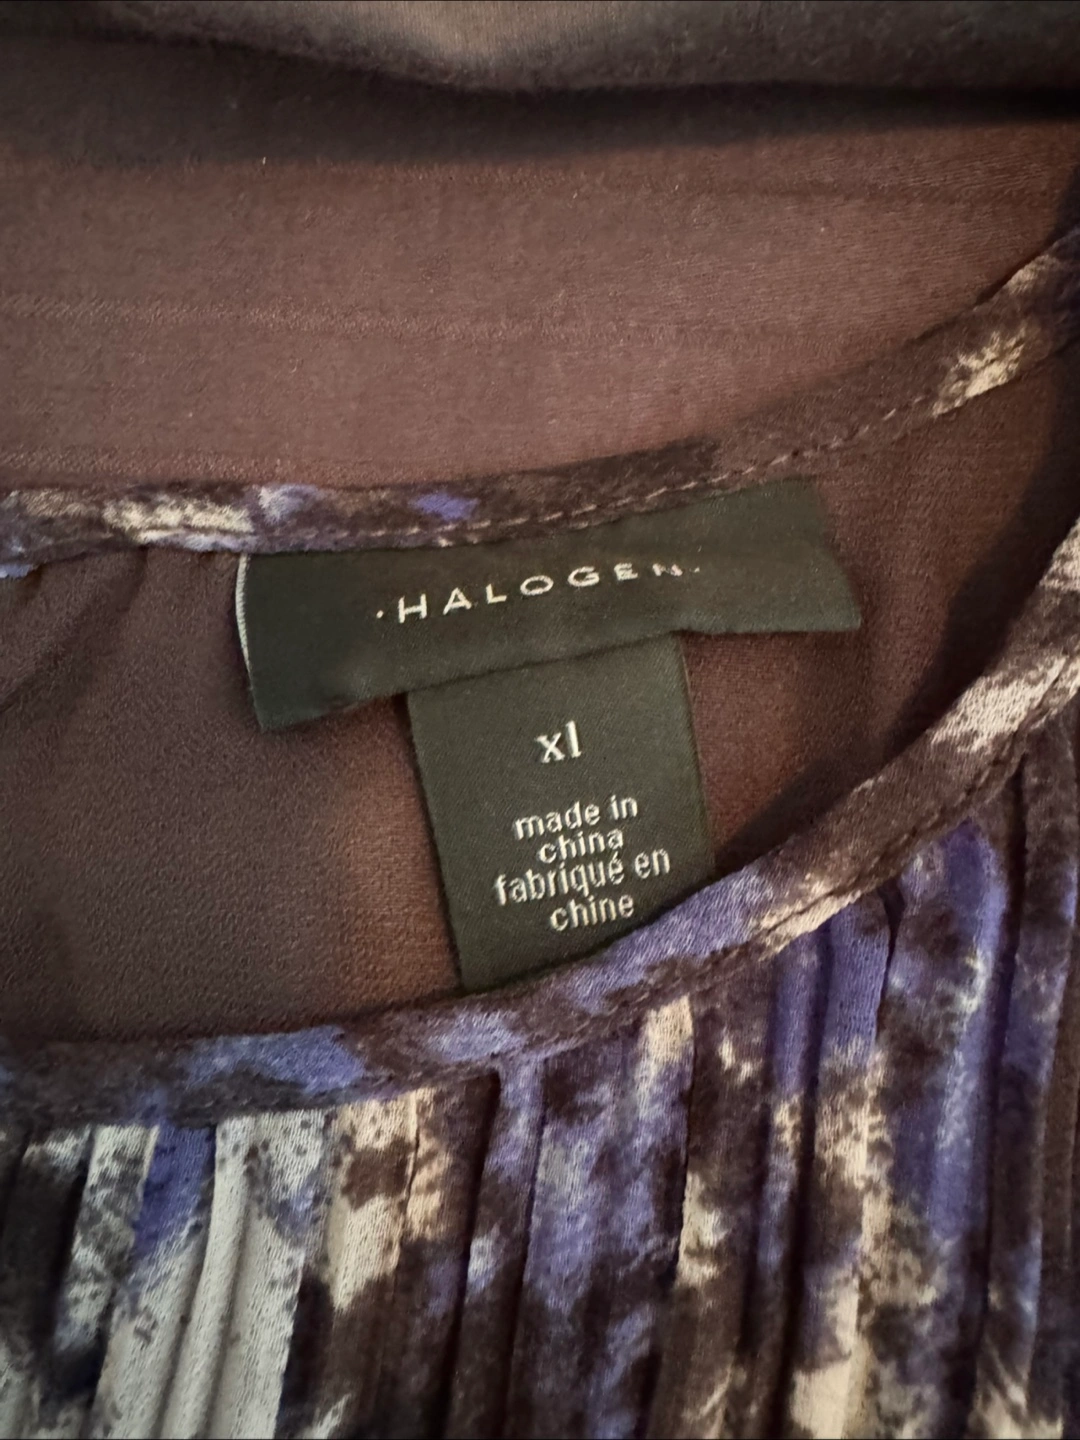 ·HALOGEN·
xl
made in
china
fabriqué en
chine